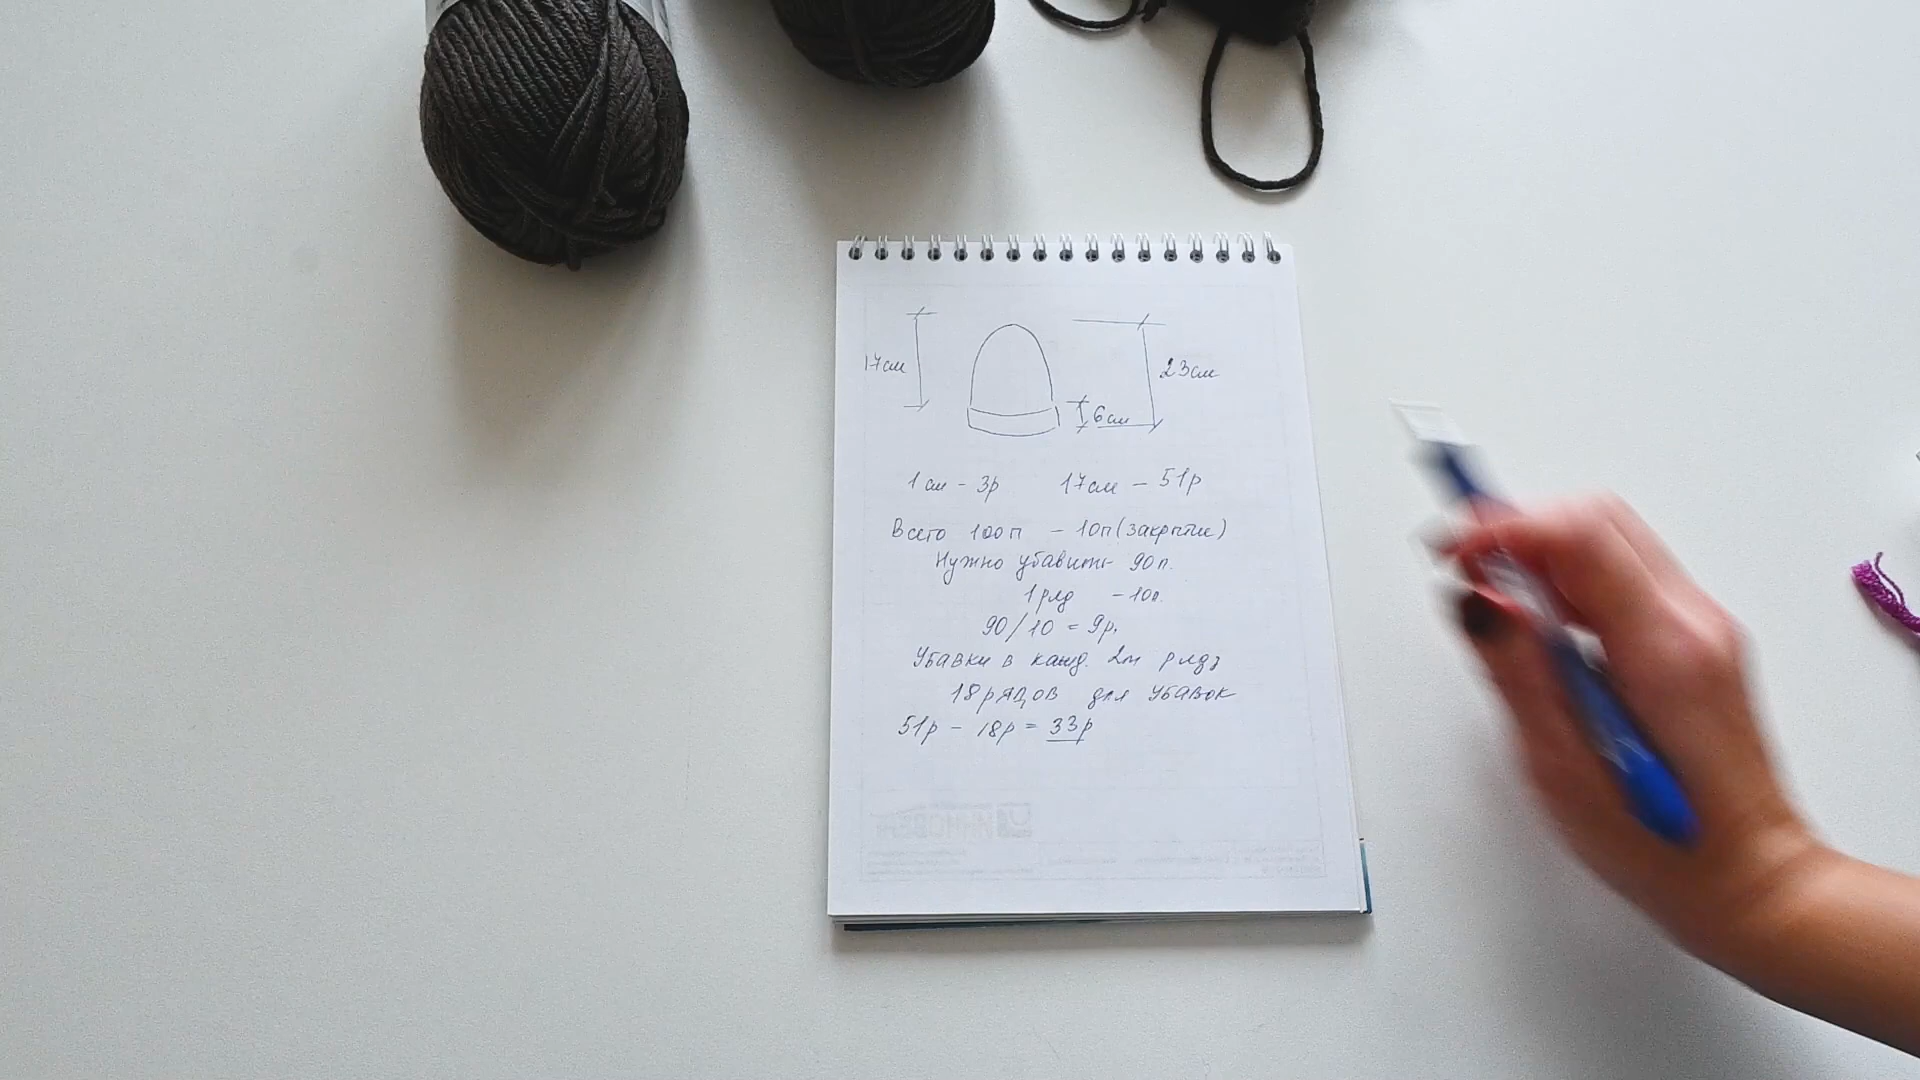 17см
23см
6см
1 см - 3р 17см - 51р
Всего 100п - 10п (закрытие)
Нужно убавить 90п.
1 ряд - 10п.
90/10 = 9р.
Убавки в кажд. 2м ряду
18 рядов для убавок
51р - 18р = 33р